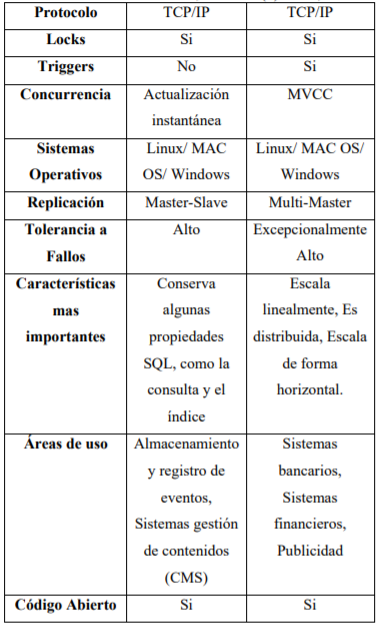 Protocolo TCP/IP TCP/IP
Locks Si Si
Triggers No Si
Concurrencia Actualización MVCC
instantánea
Sistemas Linux/ MAC Linux/ MAC OS/
Operativos OS/ Windows Windows
Replicación Master-Slave Multi-Master
Tolerancia a Alto Excepcionalmente
Fallos Alto
Características Conserva Escala
mas algunas linealmente, Es
importantes propiedades distribuida, Escala
SQL, como la de forma
consulta y el horizontal.
índice
Áreas de uso Almacenamiento Sistemas
y registro de bancarios,
eventos, Sistemas
Sistemas gestión financieros,
de contenidos Publicidad
(CMS)
Código Abierto Si Si